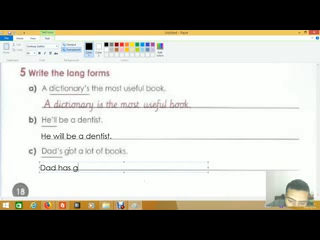 5 Write the long forms
a) A dictionary's the most useful book.
A dictionary is the most useful book.
b) He'll be a dentist.
He will be a dentist.
c) Dad's got a lot of books.
Dad has g
18